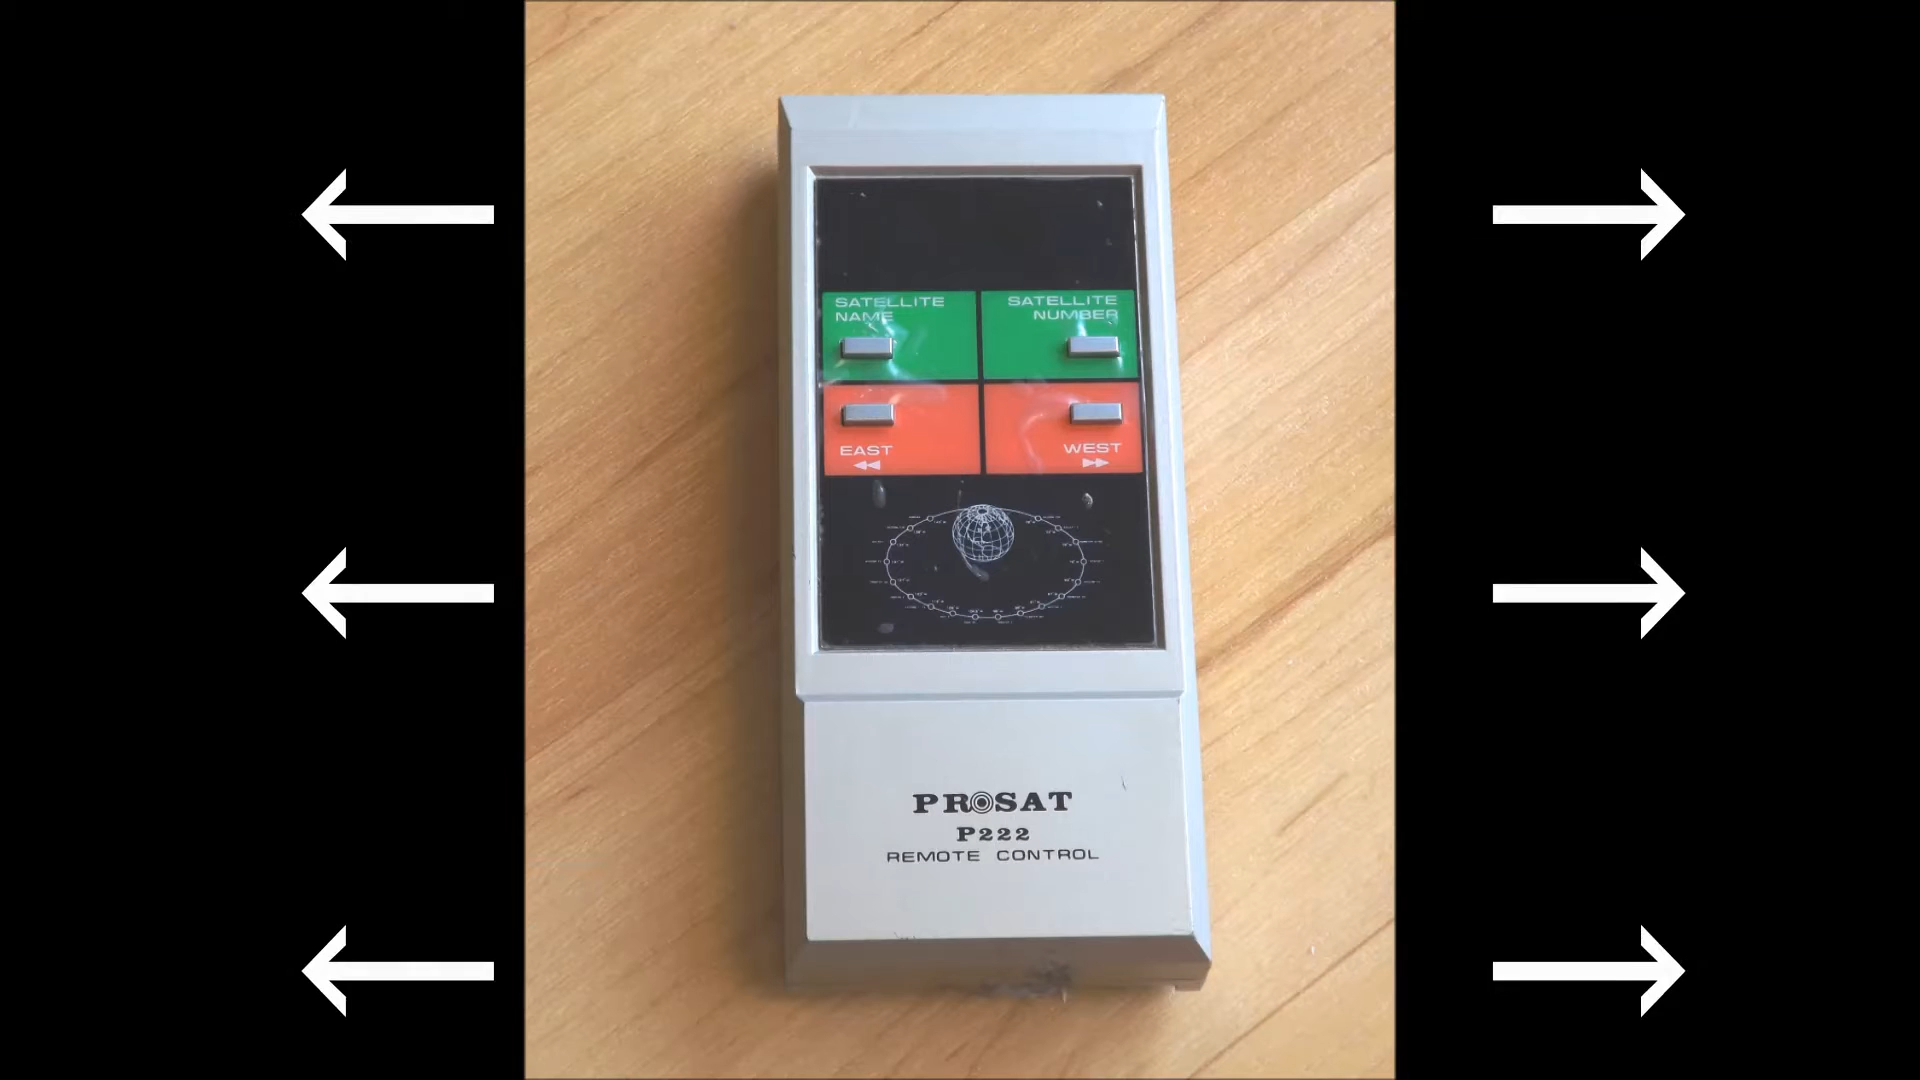 SATELLITE NAME
SATELLITE NUMBER
EAST
WEST
PROSAT
P222
REMOTE CONTROL